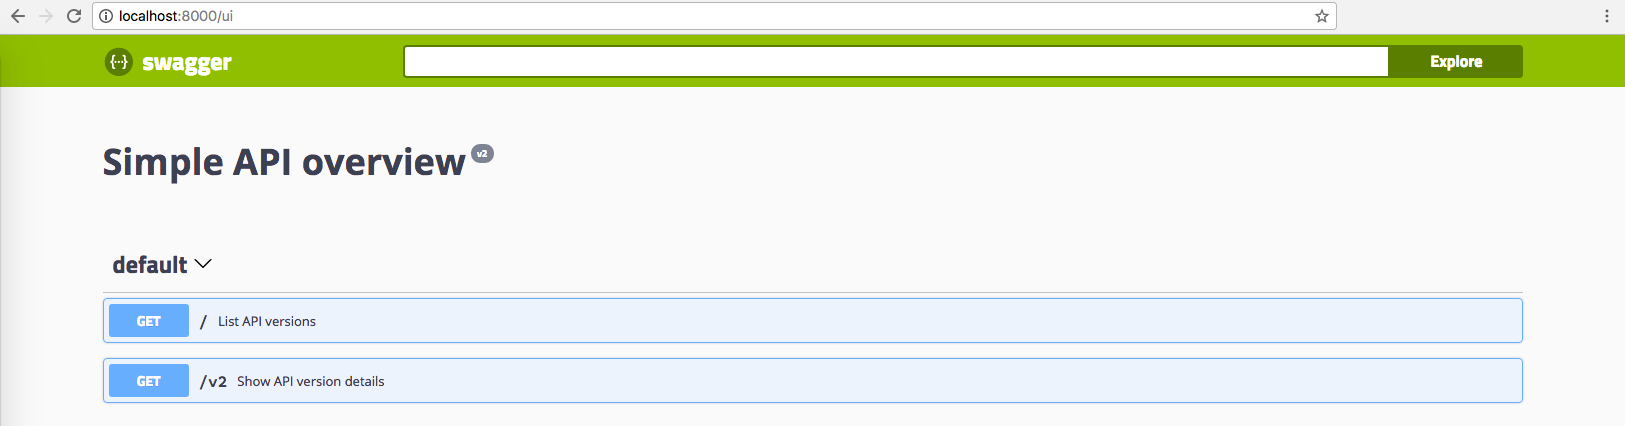 localhost:8000/ui
{··} swagger Explore
Simple API overview v2
default
GET / List API versions
GET /v2 Show API version details